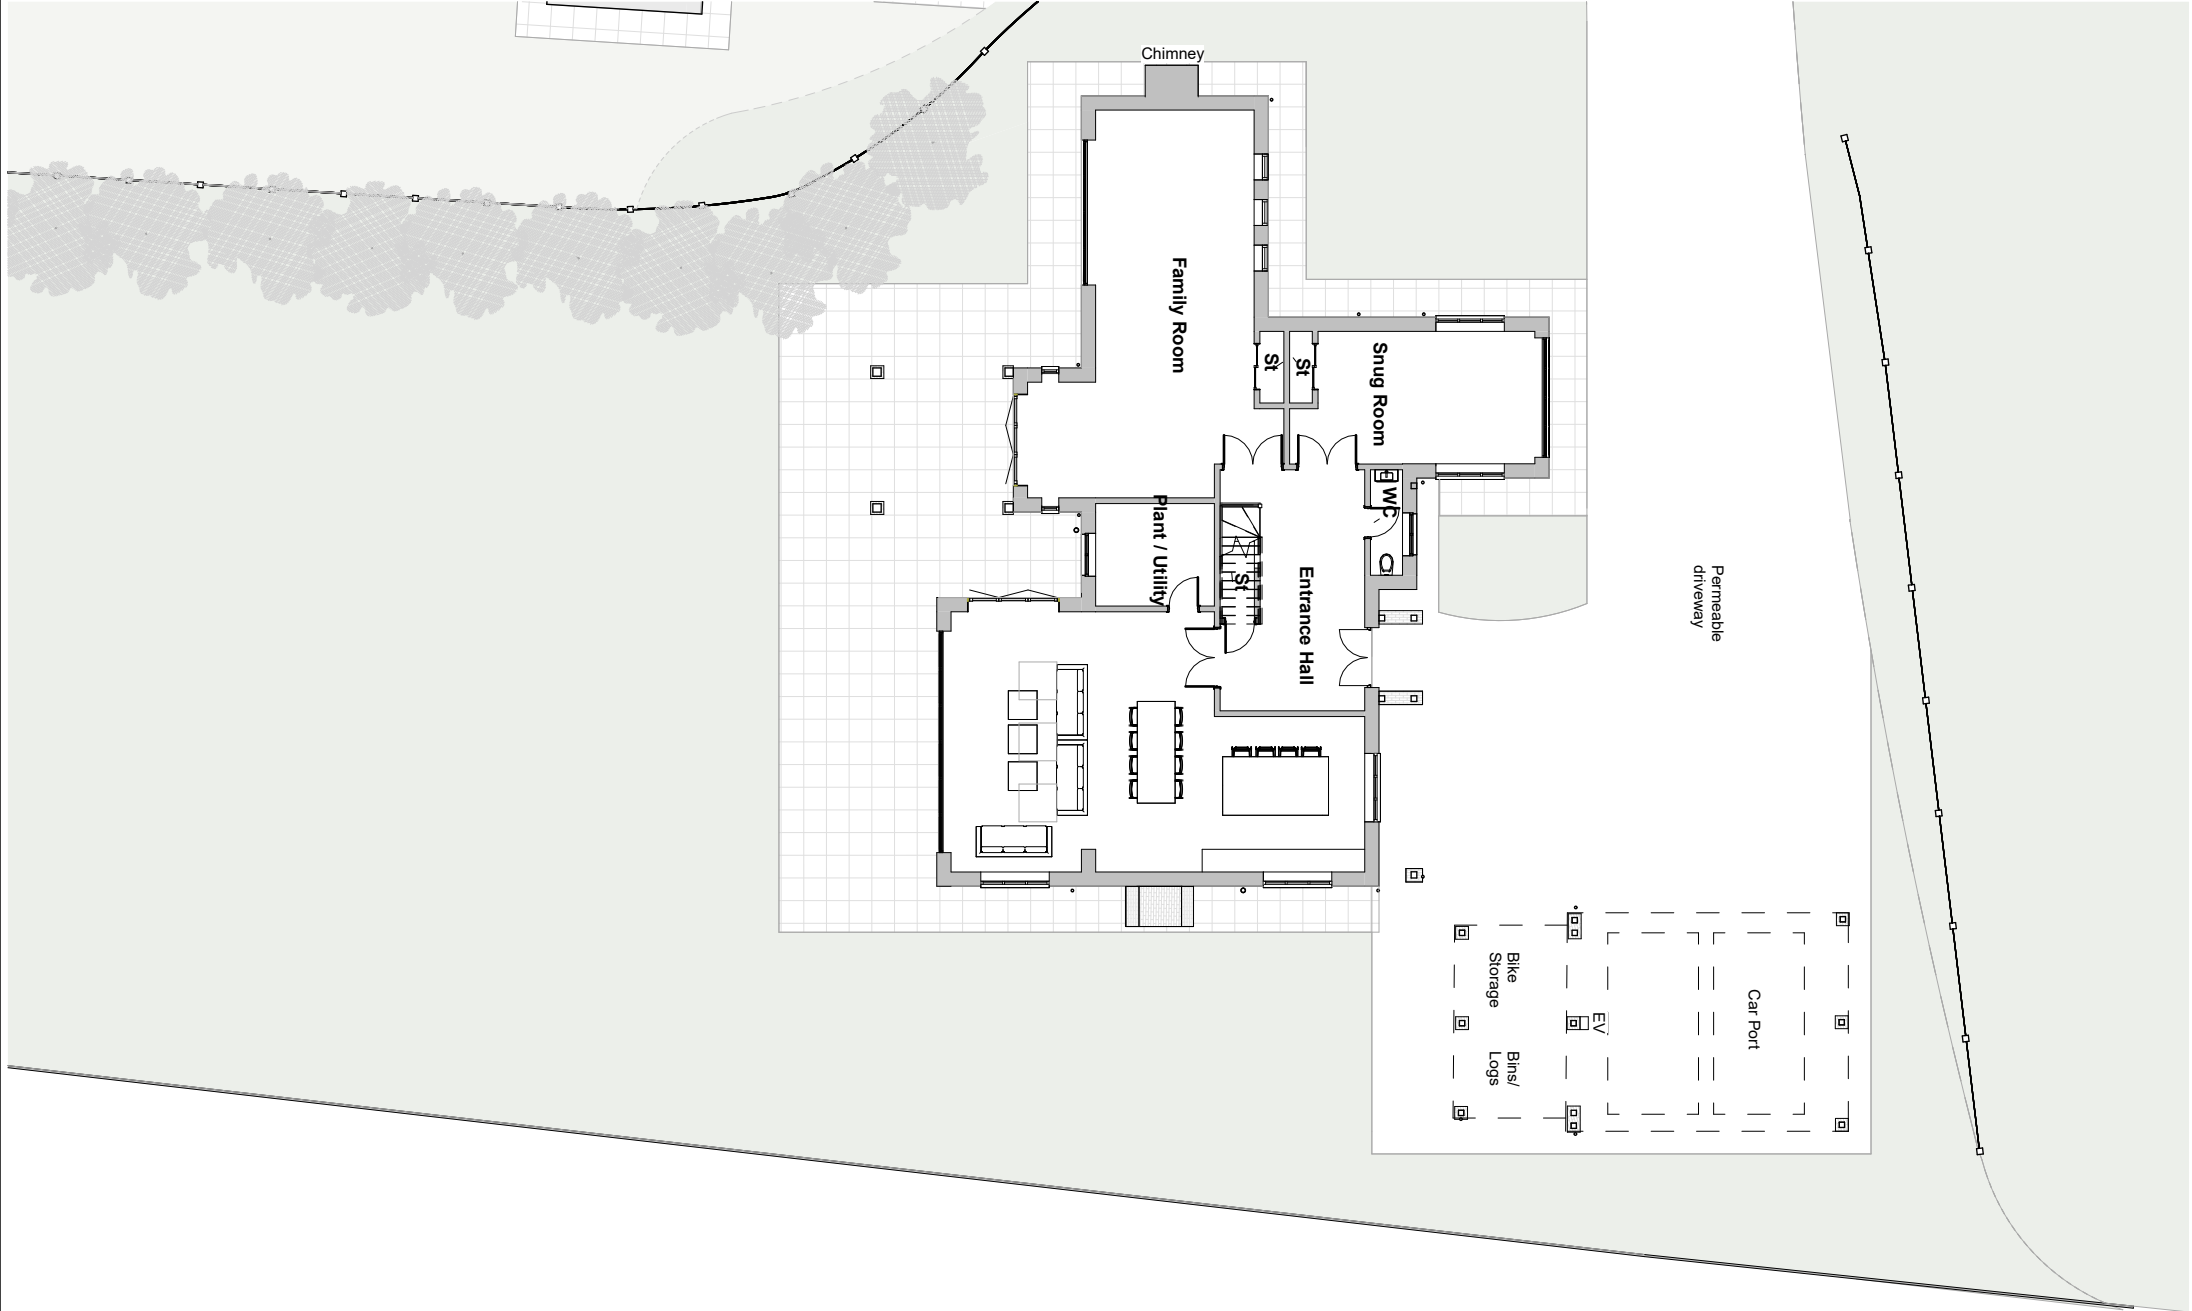 Chimney
Family Room
St
St
Snug Room
WC
Plant / Utility
St
Entrance Hall
Permeable
driveway
Bike
Storage
EV
Car Port
Bins/
Logs